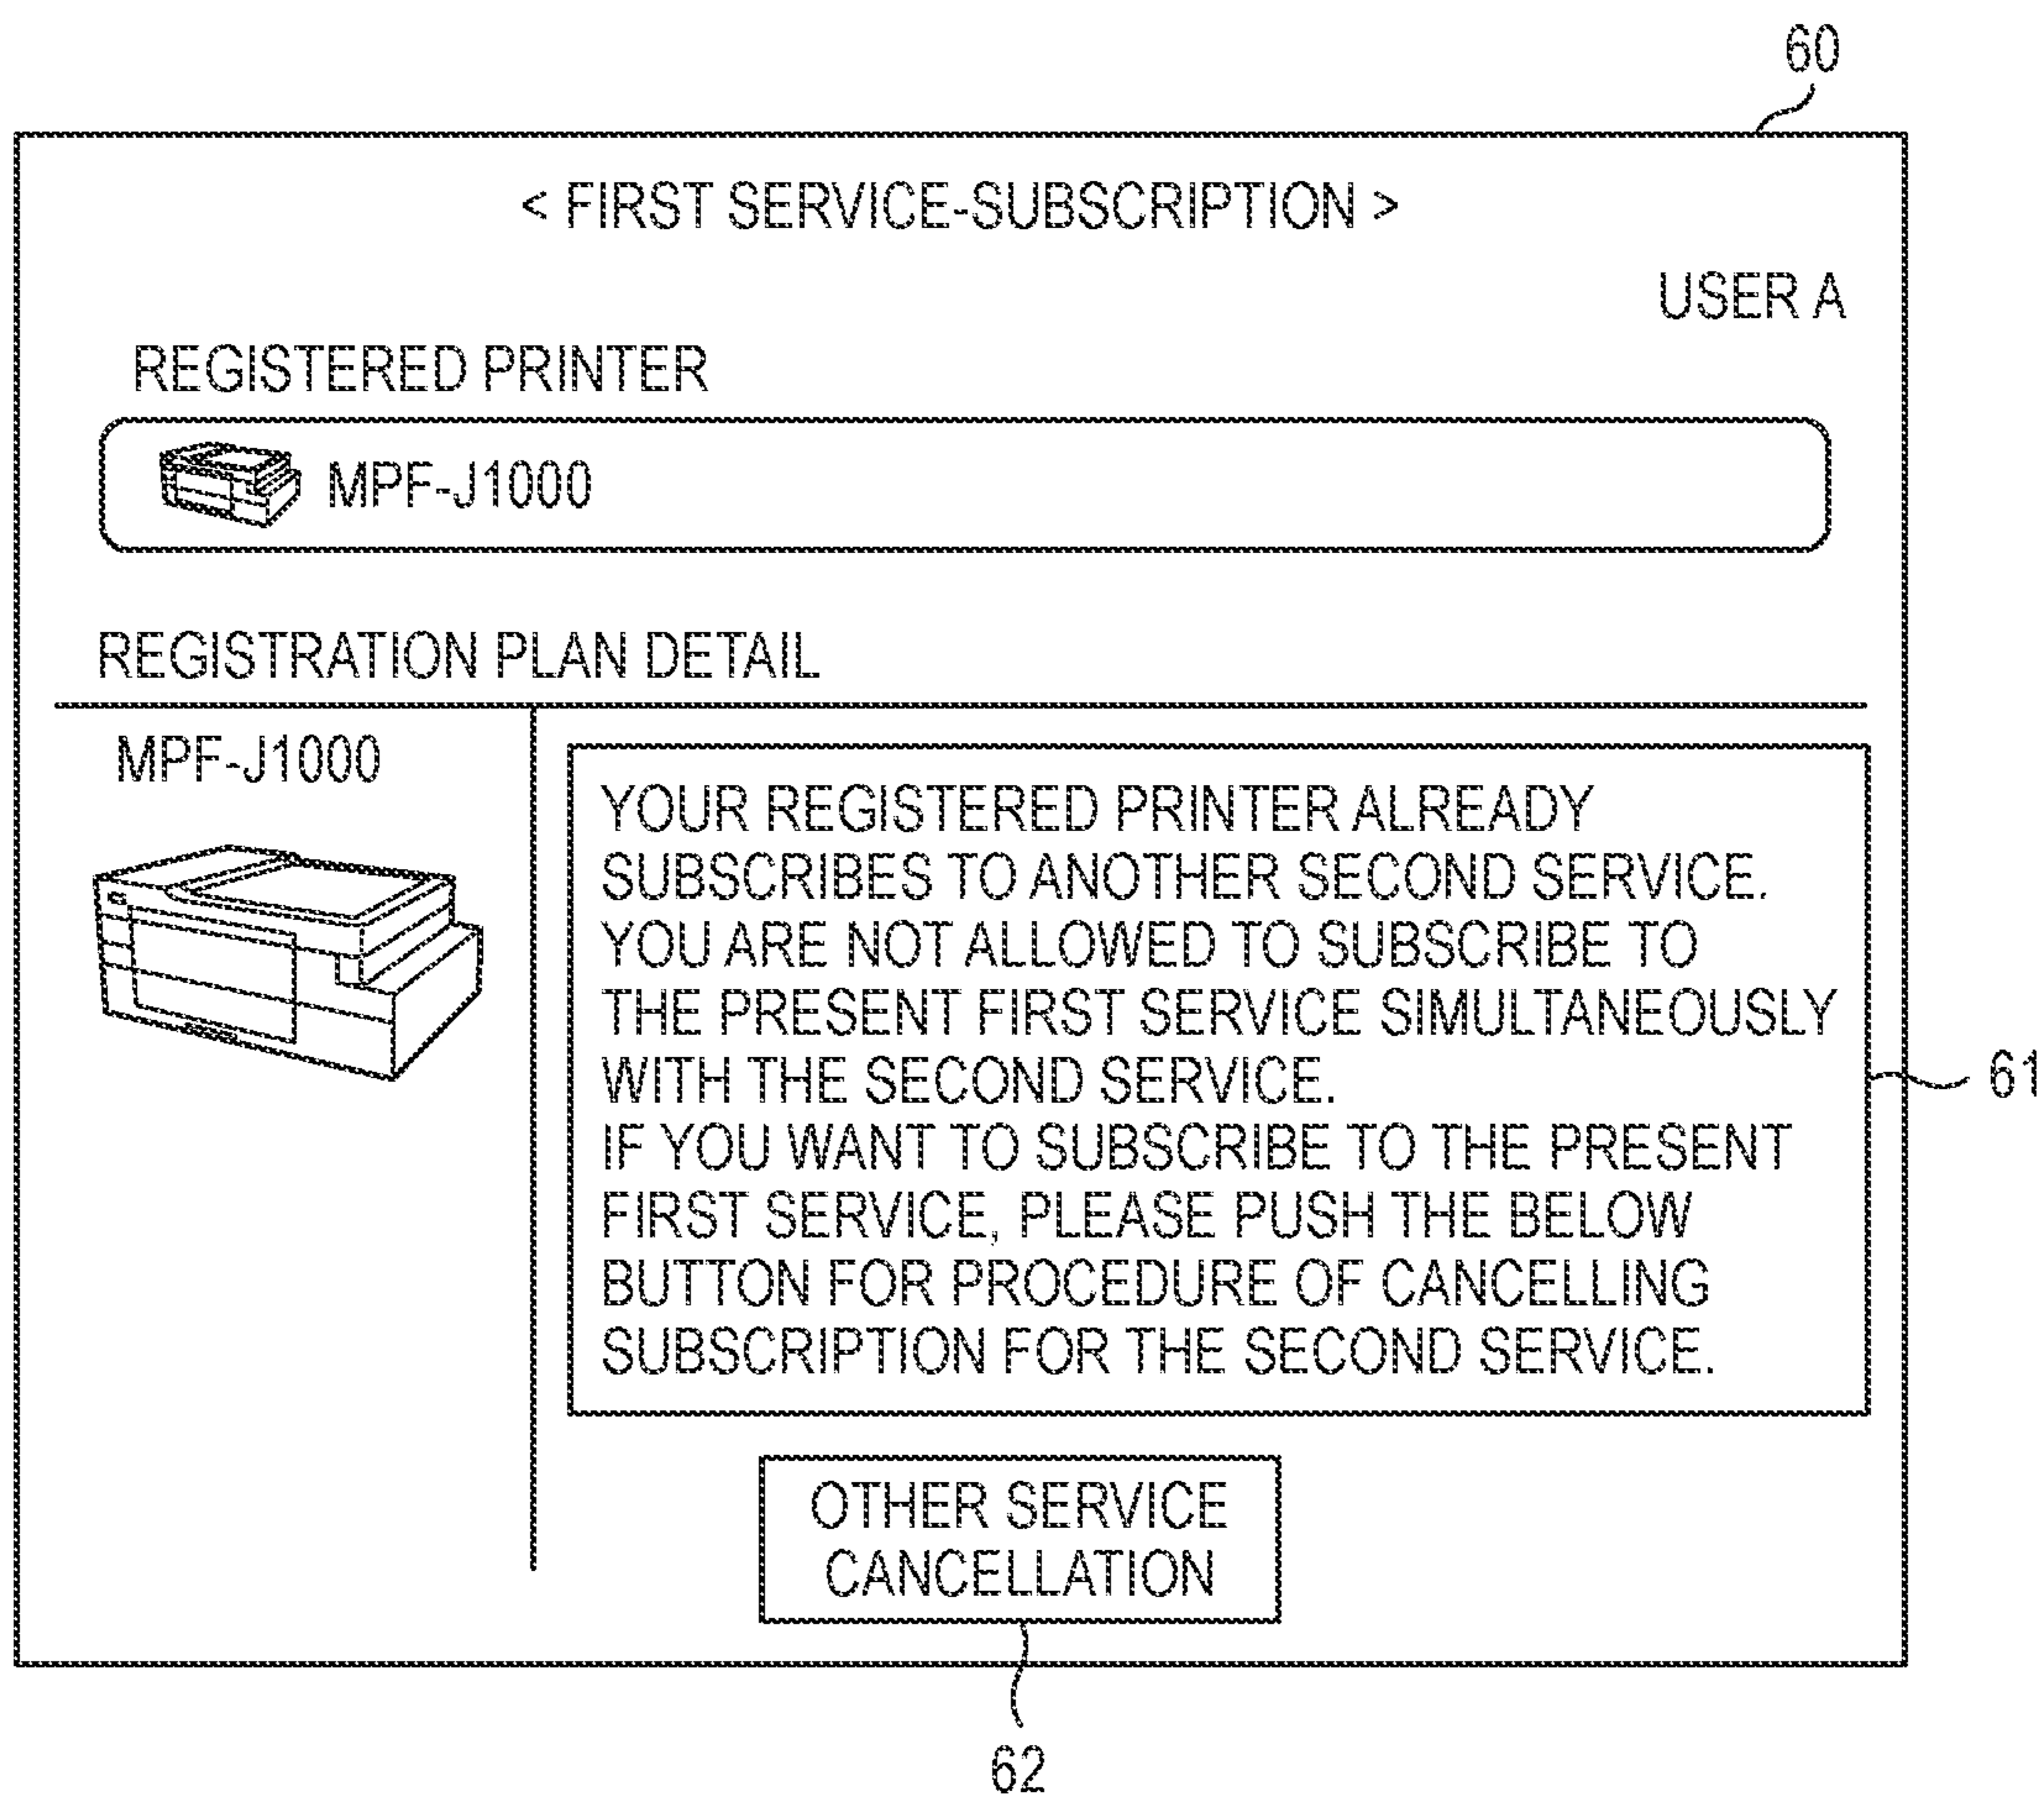 60
< FIRST SERVICE-SUBSCRIPTION >
USER A
REGISTERED PRINTER
MPF-J1000
REGISTRATION PLAN DETAIL
MPF-J1000
YOUR REGISTERED PRINTER ALREADY
SUBSCRIBES TO ANOTHER SECOND SERVICE.
YOU ARE NOT ALLOWED TO SUBSCRIBE TO
THE PRESENT FIRST SERVICE SIMULTANEOUSLY
WITH THE SECOND SERVICE.
IF YOU WANT TO SUBSCRIBE TO THE PRESENT
FIRST SERVICE, PLEASE PUSH THE BELOW
BUTTON FOR PROCEDURE OF CANCELLING
SUBSCRIPTION FOR THE SECOND SERVICE.
61
OTHER SERVICE
CANCELLATION
62